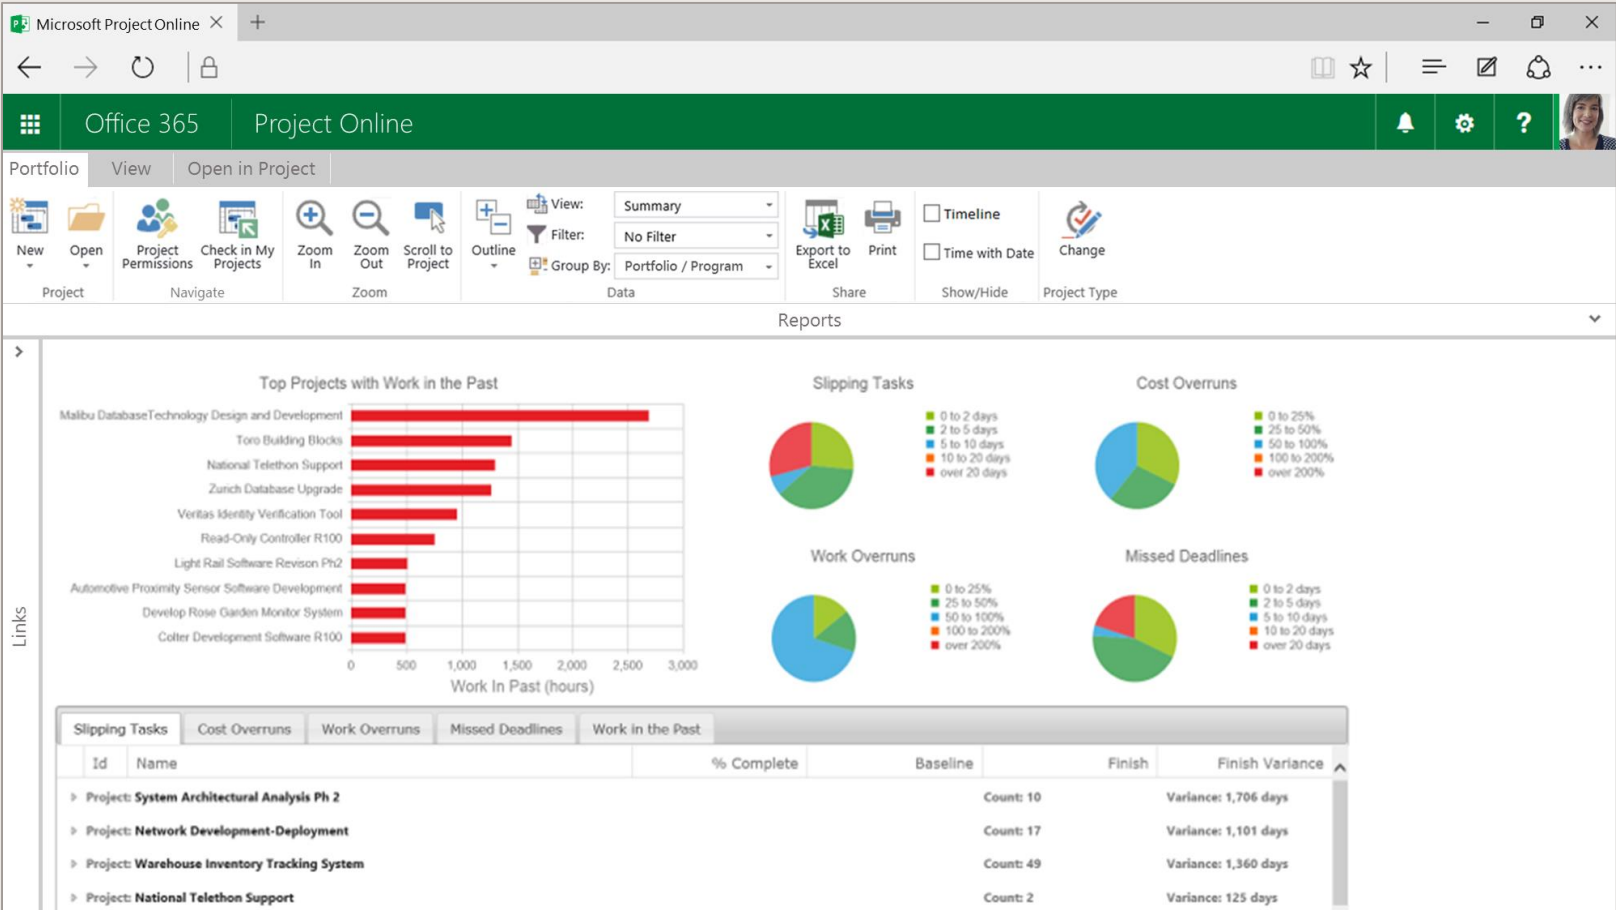 Microsoft Project Online
Office 365
Project Online
?
Portfolio
View
Open in Project
New
Open
Project
Project Permissions
Check in My Projects
Navigate
Zoom In
Zoom Out
Scroll to Project
Zoom
Outline
View:
Summary
Filter:
No Filter
Group By:
Portfolio / Program
Data
Export to Excel
Print
Share
Timeline
Time with Date
Show/Hide
Change
Project Type
Reports
Links
Top Projects with Work in the Past
Malibu DatabaseTechnology Design and Development
Toro Building Blocks
National Telethon Support
Zurich Database Upgrade
Veritas Identity Verification Tool
Read-Only Controller R100
Light Rail Software Revison Ph2
Automotive Proximity Sensor Software Development
Develop Rose Garden Monitor System
Colter Development Software R100
0 500 1,000 1,500 2,000 2,500 3,000
Work In Past (hours)
Slipping Tasks
0 to 2 days
2 to 5 days
5 to 10 days
10 to 20 days
over 20 days
Cost Overruns
0 to 25%
25 to 50%
50 to 100%
100 to 200%
over 200%
Work Overruns
0 to 25%
25 to 50%
50 to 100%
100 to 200%
over 200%
Missed Deadlines
0 to 2 days
2 to 5 days
5 to 10 days
10 to 20 days
over 20 days
Slipping Tasks Cost Overruns Work Overruns Missed Deadlines Work in the Past
Id Name % Complete Baseline Finish Finish Variance
Project: System Architectural Analysis Ph 2 Count: 10 Variance: 1,706 days
Project: Network Development-Deployment Count: 17 Variance: 1,101 days
Project: Warehouse Inventory Tracking System Count: 49 Variance: 1,360 days
Project: National Telethon Support Count: 2 Variance: 125 days